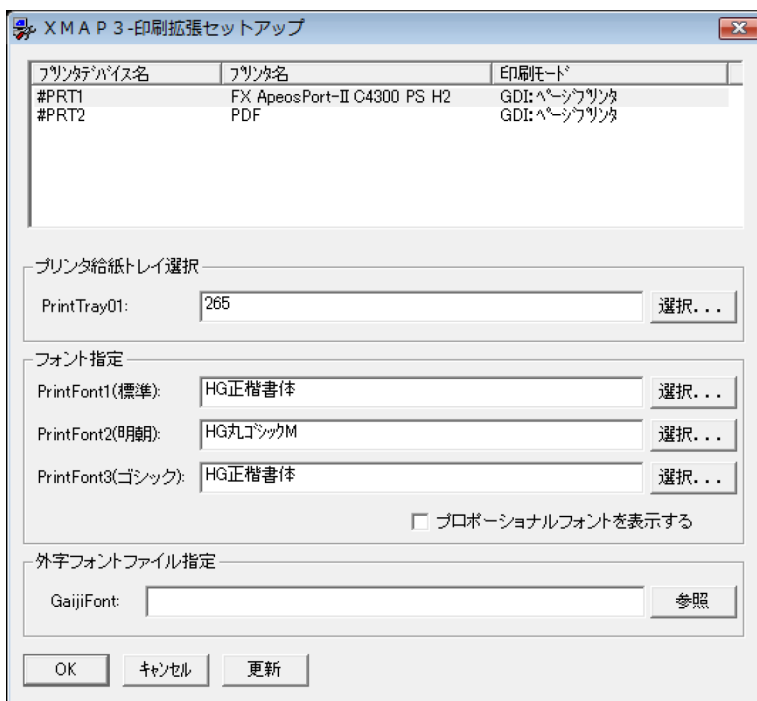 XMAP3-印刷拡張セットアップ
ﾌﾟﾘﾝﾀﾃﾞﾊﾞｲｽ名 ﾌﾟﾘﾝﾀ名 印刷ﾓｰﾄﾞ
#PRT1 FX ApeosPort-II C4300 PS H2 GDI:ﾍﾟｰｼﾞﾌﾟﾘﾝﾀ
#PRT2 PDF GDI:ﾍﾟｰｼﾞﾌﾟﾘﾝﾀ
プリンタ給紙トレイ選択
PrintTray01: 265 選択...
フォント指定
PrintFont1(標準): HG正楷書体 選択...
PrintFont2(明朝): HG丸ｺﾞｼｯｸM 選択...
PrintFont3(ゴシック): HG正楷書体 選択...
プロポーショナルフォントを表示する
外字フォントファイル指定
GaijiFont: 参照
OK ｷｬﾝｾﾙ 更新